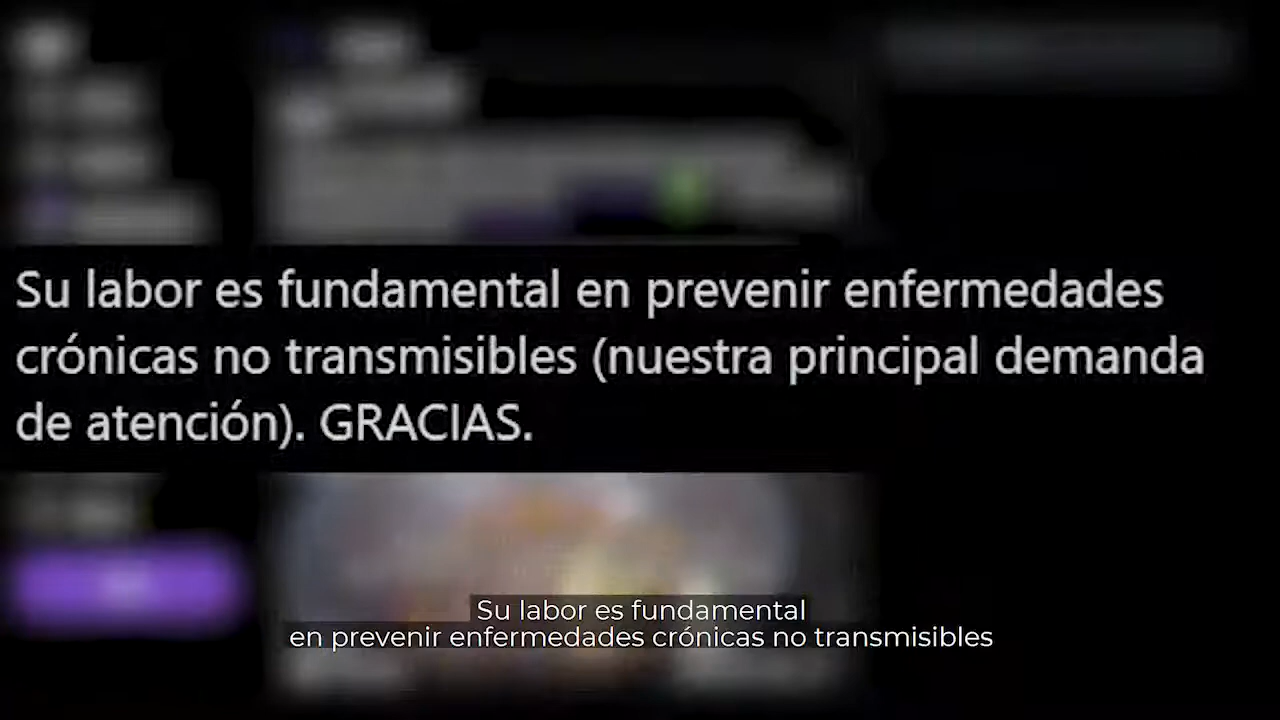 Su labor es fundamental en prevenir enfermedades
crónicas no transmisibles (nuestra principal demanda
de atención). GRACIAS.
Su labor es fundamental
en prevenir enfermedades crónicas no transmisibles